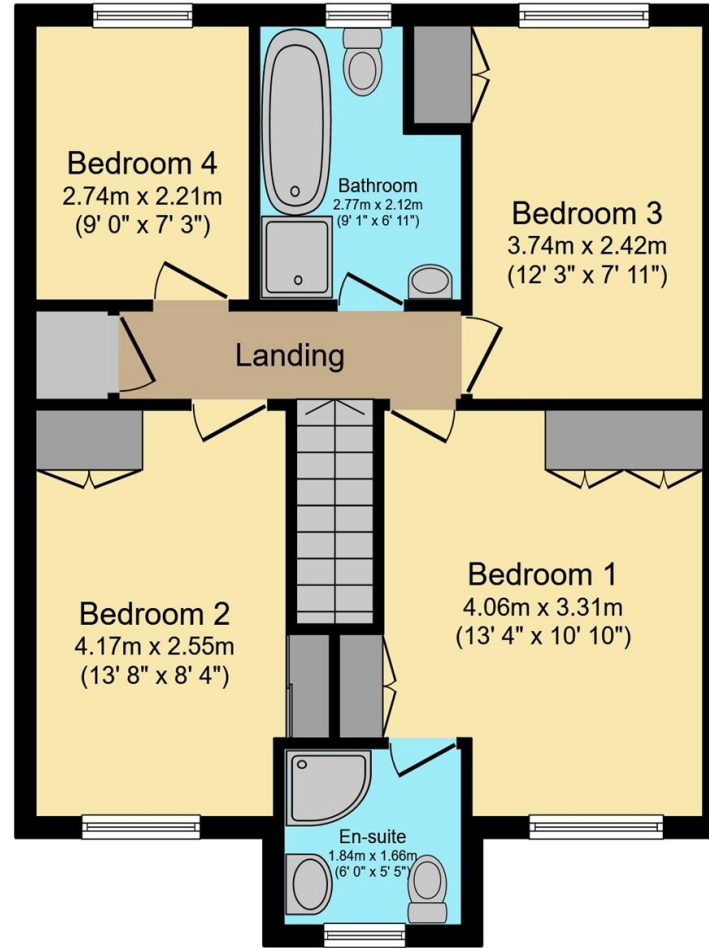 Bedroom 4
2.74m x 2.21m
(9' 0" x 7' 3")
Bathroom
2.77m x 2.12m
(9' 1" x 6' 11")
Bedroom 3
3.74m x 2.42m
(12' 3" x 7' 11")
Landing
Bedroom 2
4.17m x 2.55m
(13' 8" x 8' 4")
Bedroom 1
4.06m x 3.31m
(13' 4" x 10' 10")
En-suite
1.84m x 1.66m
(6' 0" x 5' 5")